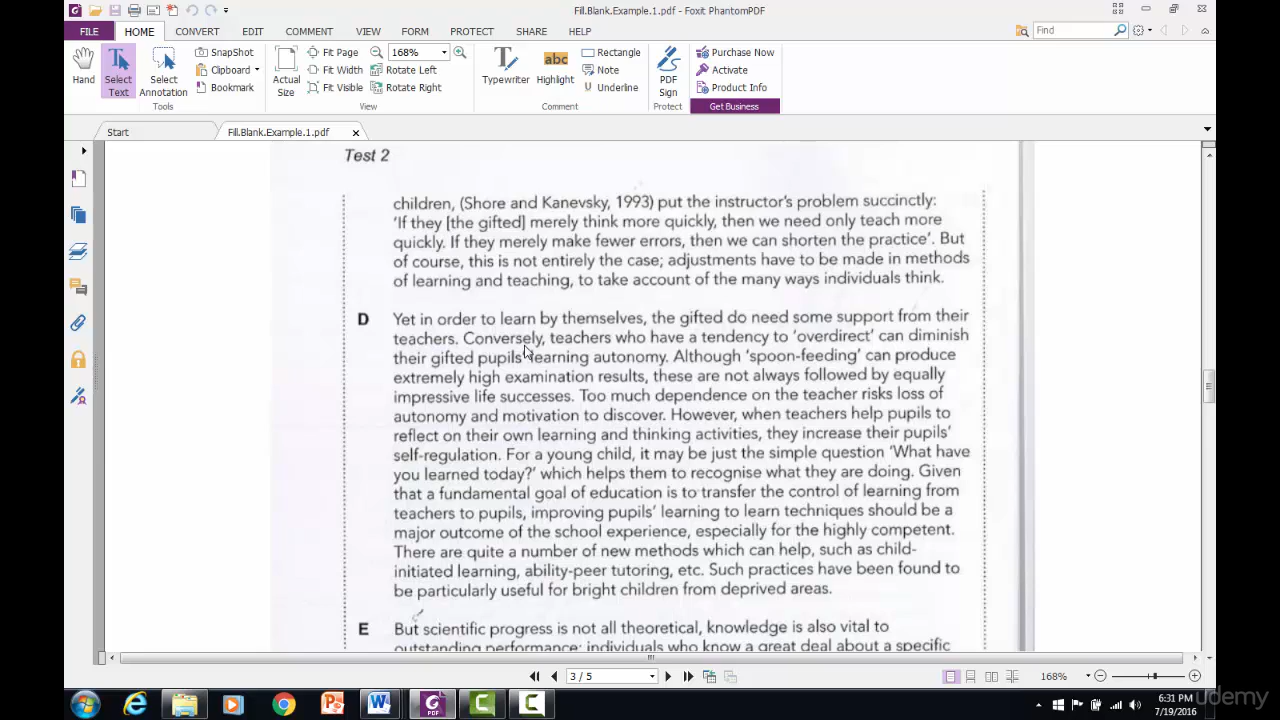 Fill.Blank.Example.1.pdf - Foxit PhantomPDF
FILE HOME CONVERT EDIT COMMENT VIEW FORM PROTECT SHARE HELP Find
Hand
Select Text
Select Annotation
SnapShot
Clipboard
Bookmark
Tools
Actual Size
Fit Page
Fit Width
Fit Visible
168%
Rotate Left
Rotate Right
View
Typewriter
Highlight
Rectangle
Note
Underline
Comment
PDF Sign
Protect
Purchase Now
Activate
Product Info
Get Business
Start Fill.Blank.Example.1.pdf
Test 2
children, (Shore and Kanevsky, 1993) put the instructor's problem succinctly:
'If they [the gifted] merely think more quickly, then we need only teach more
quickly. If they merely make fewer errors, then we can shorten the practice'. But
of course, this is not entirely the case; adjustments have to be made in methods
of learning and teaching, to take account of the many ways individuals think.
D Yet in order to learn by themselves, the gifted do need some support from their
teachers. Conversely, teachers who have a tendency to 'overdirect' can diminish
their gifted pupils' learning autonomy. Although 'spoon-feeding' can produce
extremely high examination results, these are not always followed by equally
impressive life successes. Too much dependence on the teacher risks loss of
autonomy and motivation to discover. However, when teachers help pupils to
reflect on their own learning and thinking activities, they increase their pupils'
self-regulation. For a young child, it may be just the simple question 'What have
you learned today?' which helps them to recognise what they are doing. Given
that a fundamental goal of education is to transfer the control of learning from
teachers to pupils, improving pupils' learning to learn techniques should be a
major outcome of the school experience, especially for the highly competent.
There are quite a number of new methods which can help, such as child-
initiated learning, ability-peer tutoring, etc. Such practices have been found to
be particularly useful for bright children from deprived areas.
E But scientific progress is not all theoretical, knowledge is also vital to
outstanding performance: individuals who know a great deal about a specific
3 / 5 168%
6:31 PM
7/19/2016
udemy